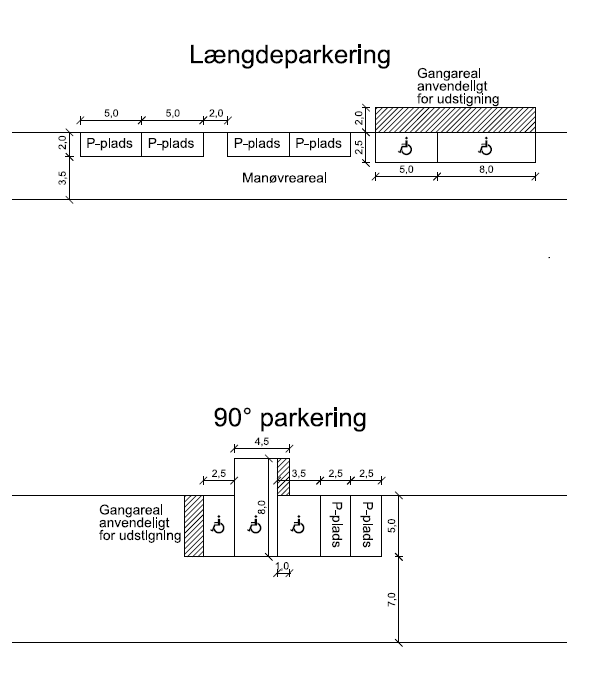 Længdeparkering
Gangareal
anvendellgt
for udstigning
5,0
5,0
2,0
2,0
2,0
P-plads
P-plads
P-plads
P-plads
2,5
3,5
Manøvreareal
5,0
8,0
90° parkering
4,5
2,5
3,5
2,5
2,5
Gangareal
anvendeligt
for udstlgning
8,0
P-plads
P-plads
5,0
1,0
7,0